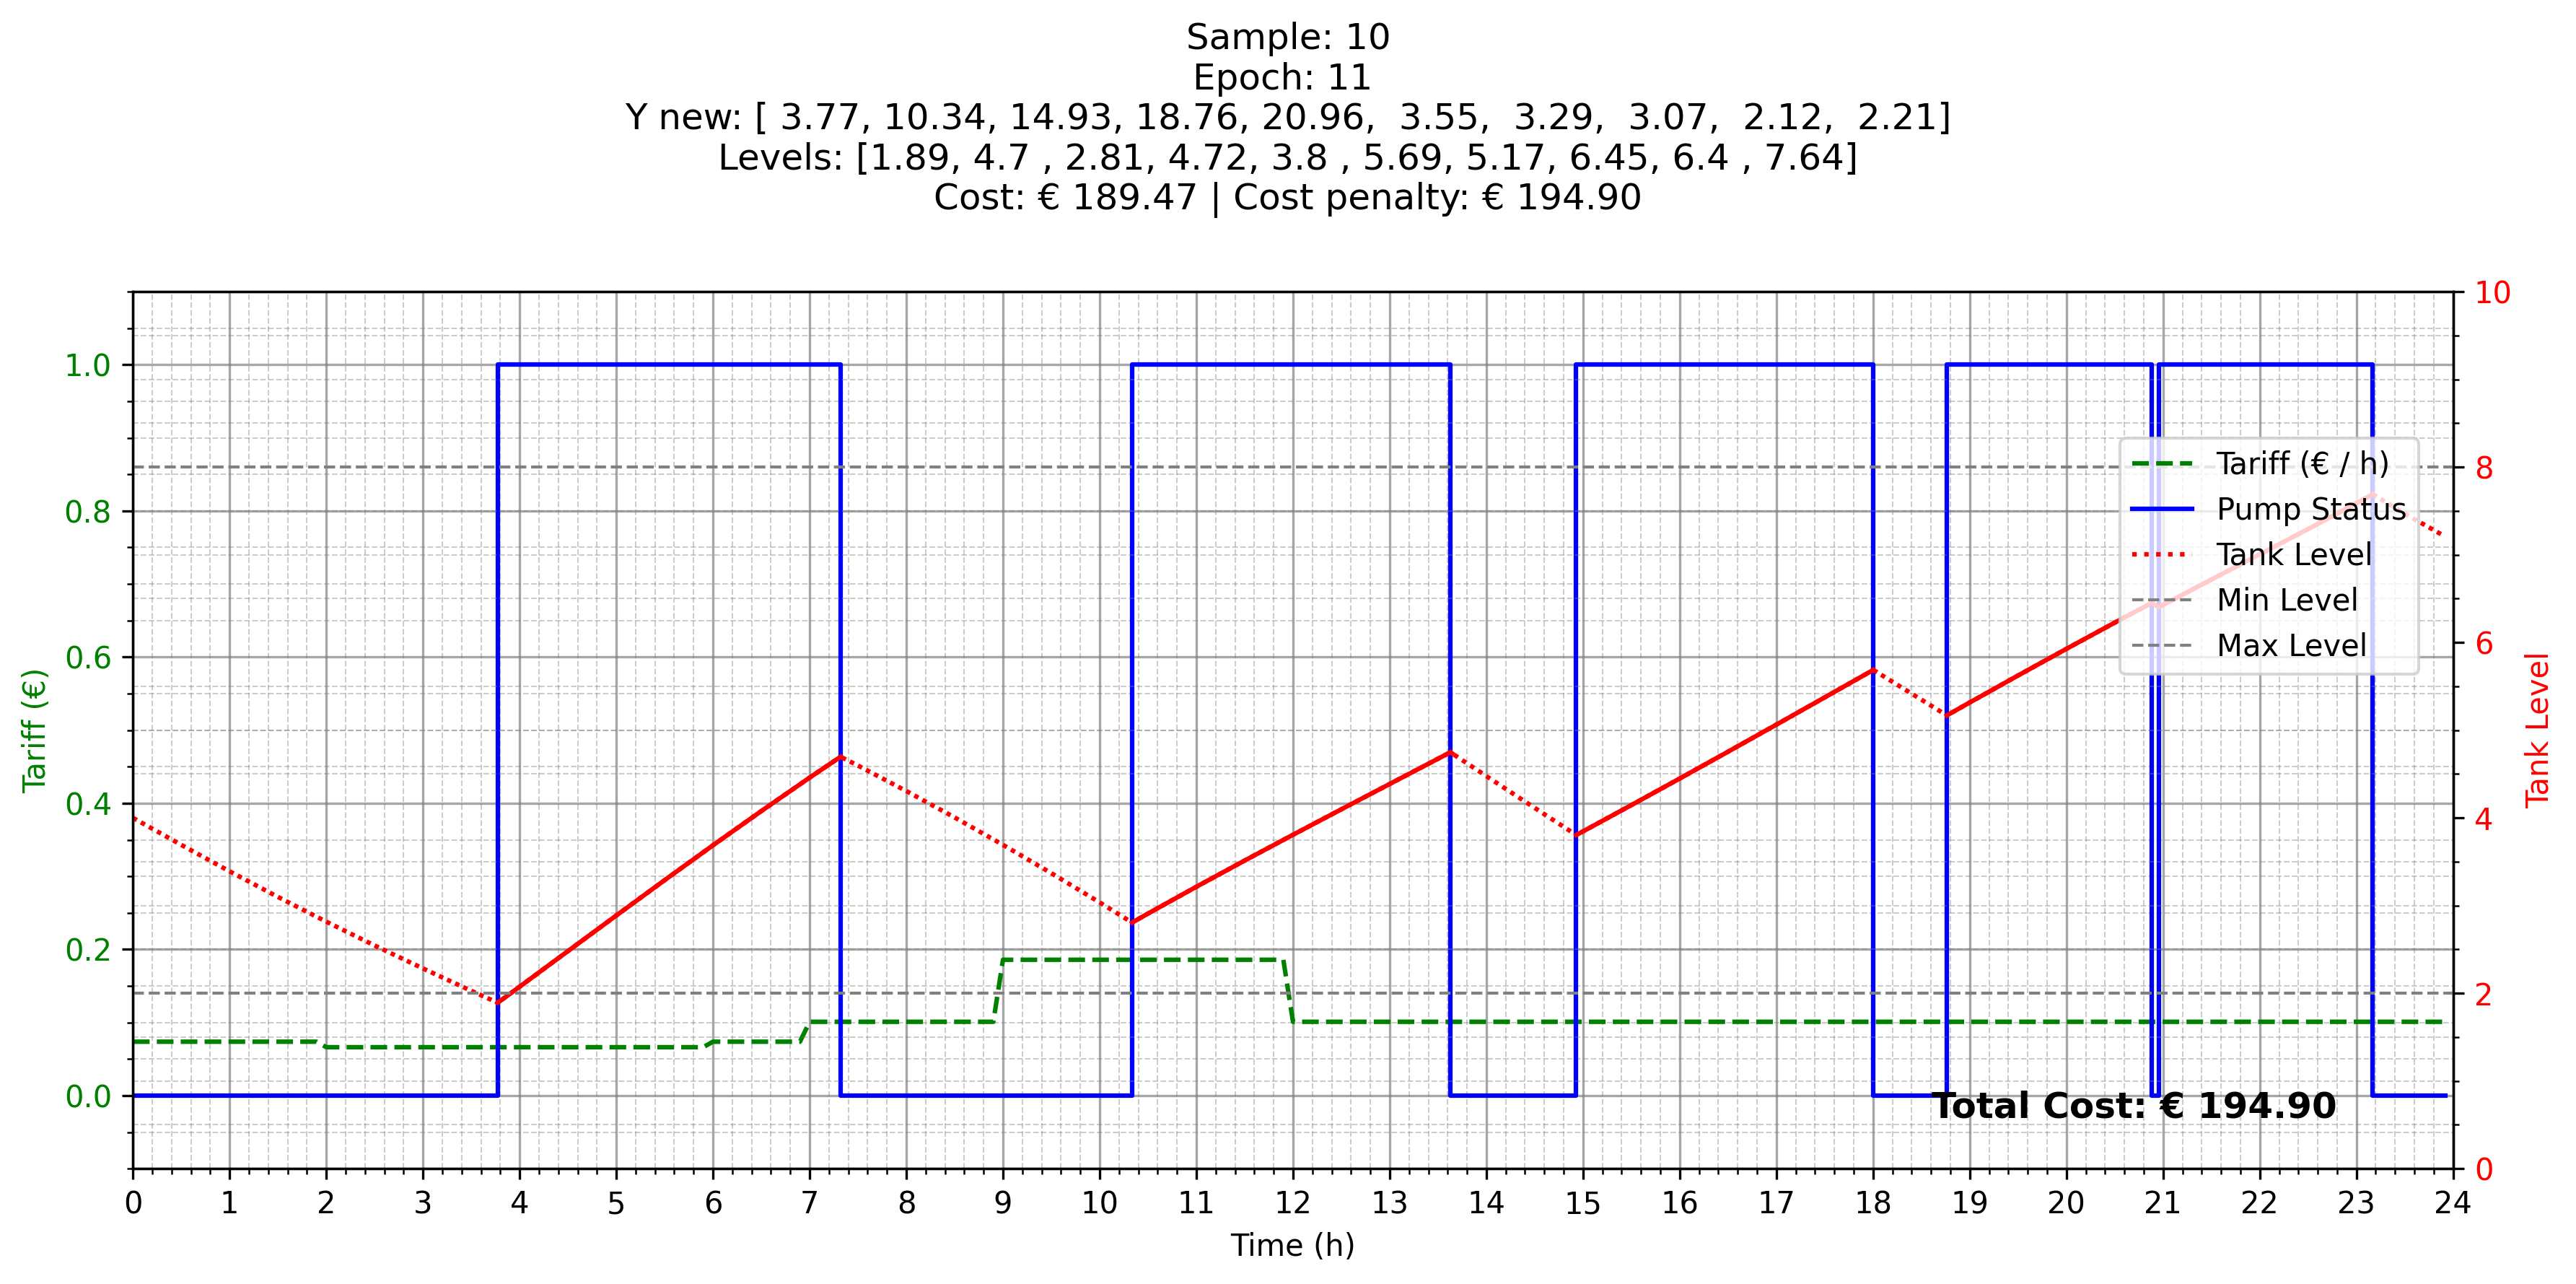 Sample: 10
Epoch: 11
Y new: [ 3.77, 10.34, 14.93, 18.76, 20.96,  3.55,  3.29,  3.07,  2.12,  2.21]
Levels: [1.89, 4.7 , 2.81, 4.72, 3.8 , 5.69, 5.17, 6.45, 6.4 , 7.64]
Cost: € 189.47 | Cost penalty: € 194.90
10
1.0
8
0.8
6
0.6
4
0.4
0.2
2
0.0
0
Tariff (€)
Tank Level
Tariff (€ / h)
Pump Status
Tank Level
Min Level
Max Level
Total Cost: € 194.90
0 1 2 3 4 5 6 7 8 9 10 11 12 13 14 15 16 17 18 19 20 21 22 23 24
Time (h)